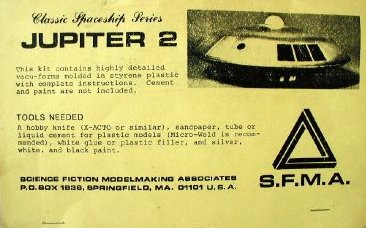 Classic Spaceship Series
JUPITER 2
This kit contains highly detailed
vacu-forms molded in styrene plastic
with complete instructions. Cement
and paint are not included.
TOOLS NEEDED
A hobby knife (X-ACTO or similar), sandpaper, tube or
liquid cement for plastic models (Micro-Weld is recom-
mended), white glue or plastic filler, and silver,
white, and black paint.
SCIENCE FICTION MODELMAKING ASSOCIATES
P.O. BOX 1838, SPRINGFIELD, MA. 01101 U.S.A.
S.F.M.A.